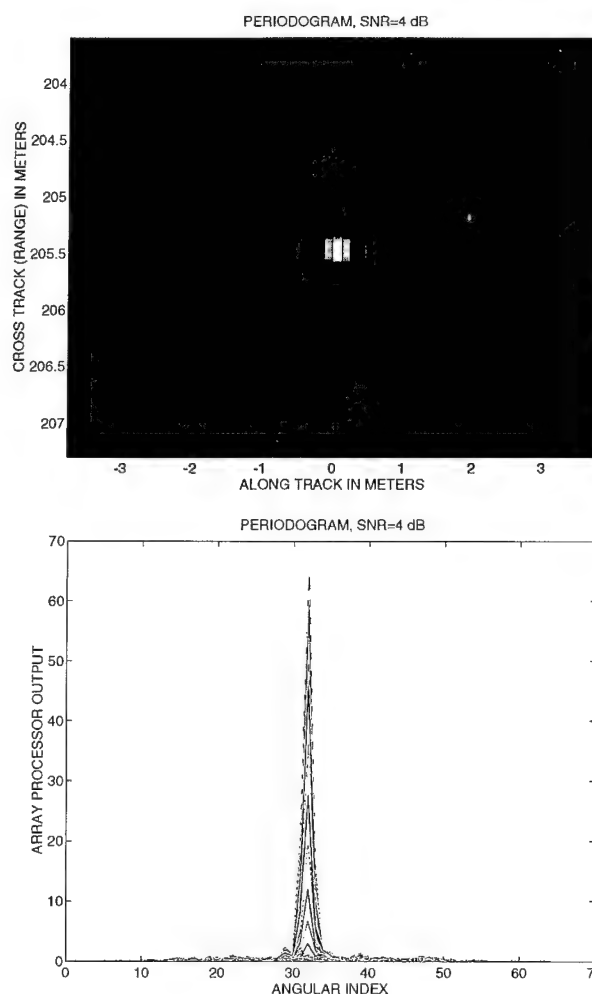 PERIODOGRAM, SNR=4 dB
CROSS TRACK (RANGE) IN METERS
204
204.5
205
205.5
206
206.5
207
-3 -2 -1 0 1 2 3
ALONG TRACK IN METERS
PERIODOGRAM, SNR=4 dB
ARRAY PROCESSOR OUTPUT
70
60
50
40
30
20
10
0
0 10 20 30 40 50 60 70
ANGULAR INDEX